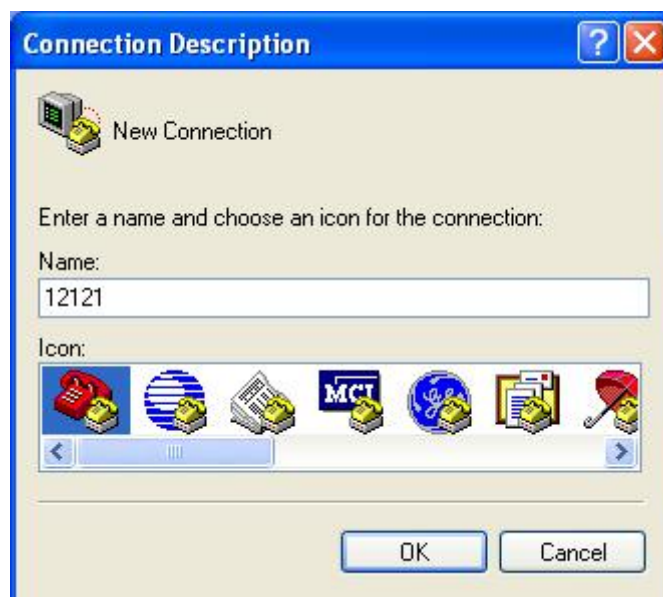 Connection Description
New Connection
Enter a name and choose an icon for the connection:
Name:
12121
Icon:
MCI
OK
Cancel